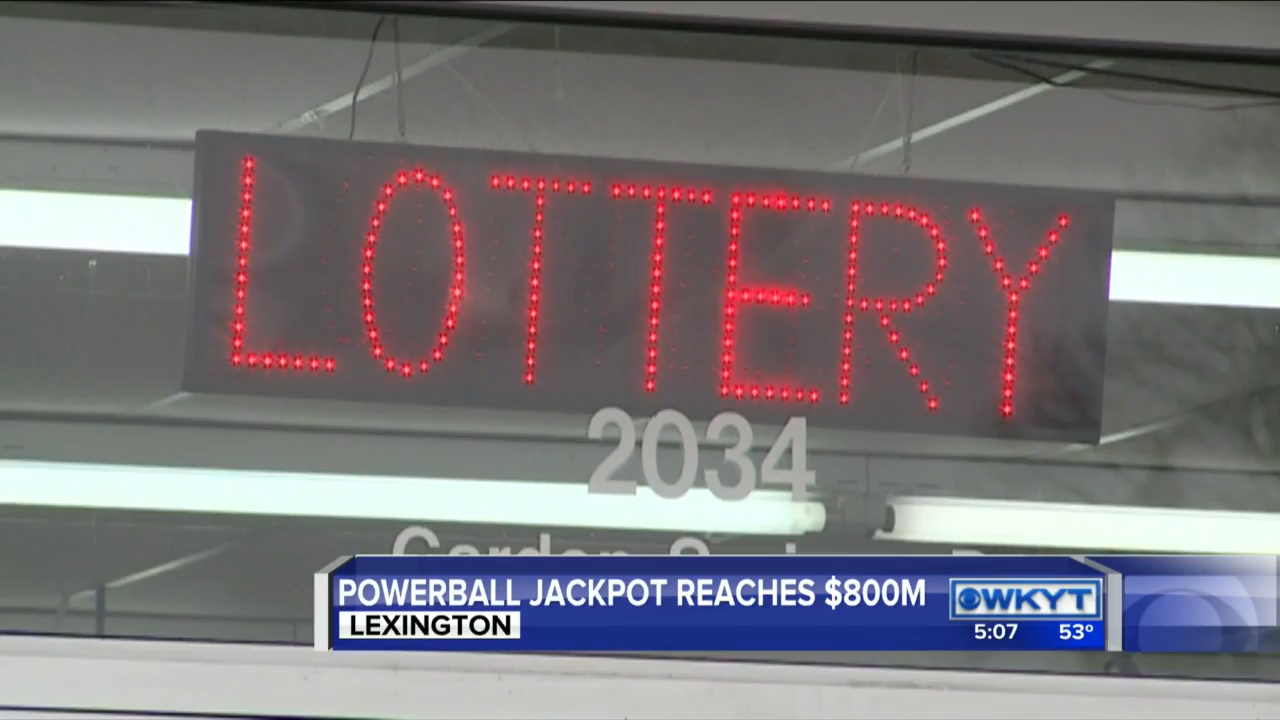 LOTTERY
2034
POWERBALL JACKPOT REACHES $800M
WKYT
LEXINGTON
5:07 53°